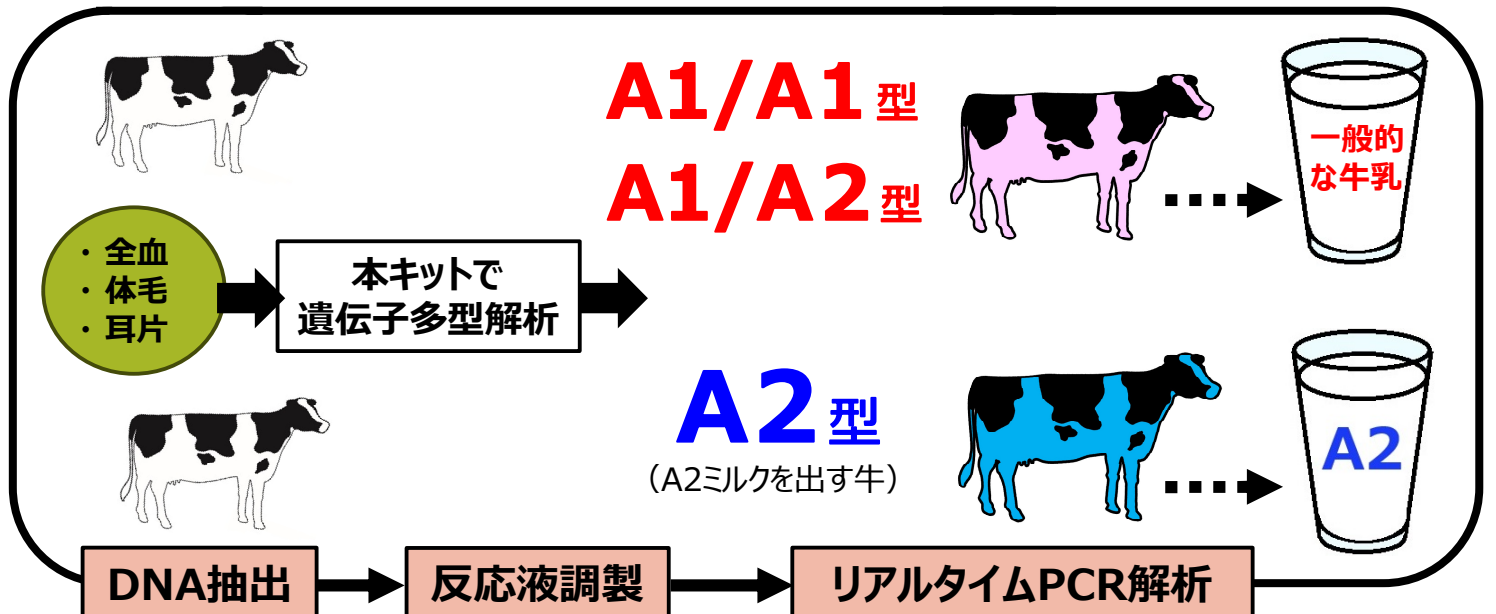 ・ 全血
・ 体毛
・ 耳片
本キットで
遺伝子多型解析
A1/A1型
A1/A2型
一般的
な牛乳
A2型
（A2ミルクを出す牛）
A2
DNA抽出
反応液調製
リアルタイムPCR解析